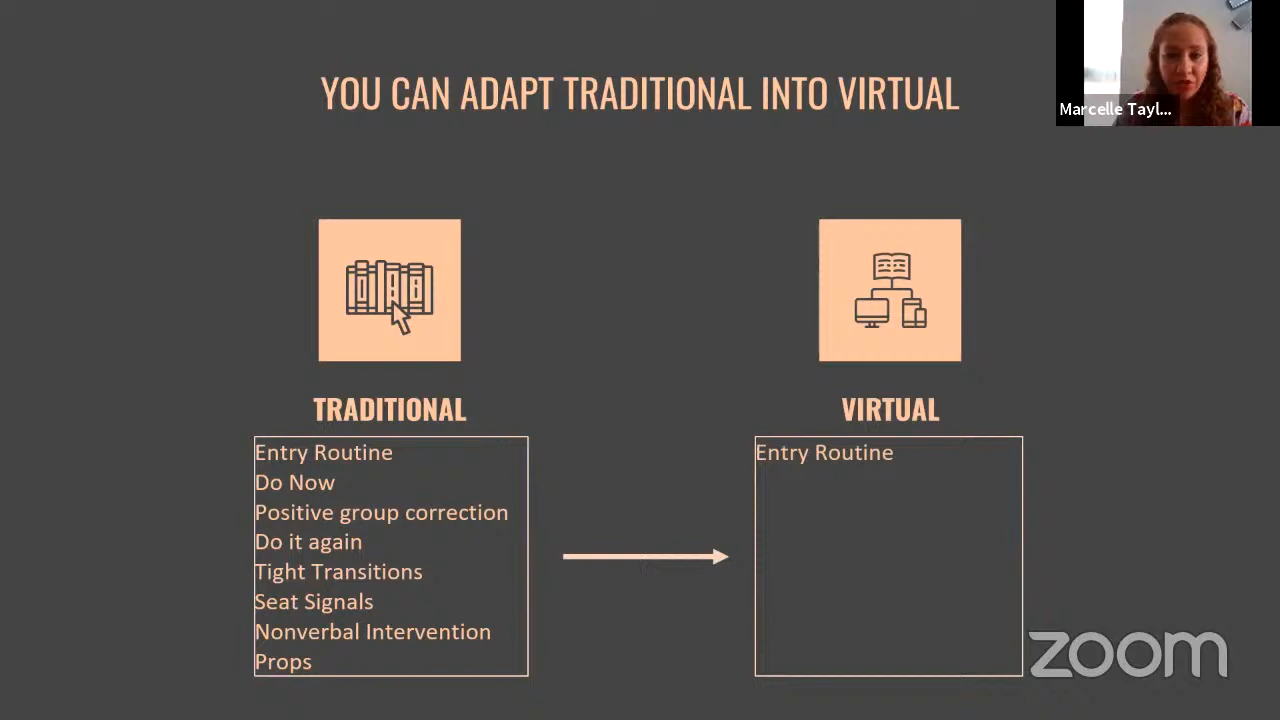 YOU CAN ADAPT TRADITIONAL INTO VIRTUAL
Marcelle Tayl...
TRADITIONAL
Entry Routine
Do Now
Positive group correction
Do it again
Tight Transitions
Seat Signals
Nonverbal Intervention
Props
VIRTUAL
Entry Routine
zoom